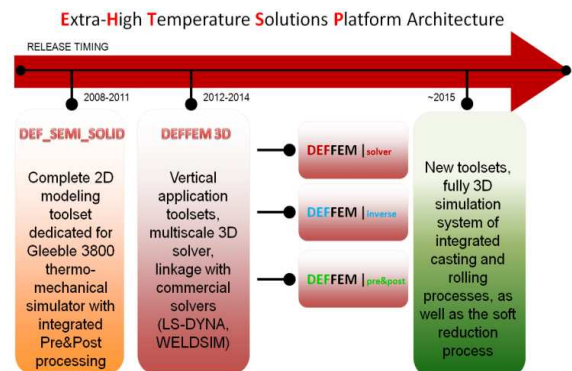 Extra-High Temperature Solutions Platform Architecture
RELEASE TIMING
2008-2011
2012-2014
~2015
DEF_SEMI_SOLID
Complete 2D
modeling
toolset
dedicated for
Gleeble 3800
thermo-
mechanical
simulator with
integrated
Pre&Post
processing
DEFFEM 3D
Vertical
application
toolsets,
multiscale 3D
solver,
linkage with
commercial
solvers
(LS-DYNA,
WELDSIM)
DEFFEM |solver
DEFFEM |inverse
DEFFEM |pre&post
New toolsets,
fully 3D
simulation
system of
integrated
casting and
rolling
processes, as
well as the soft
reduction
process